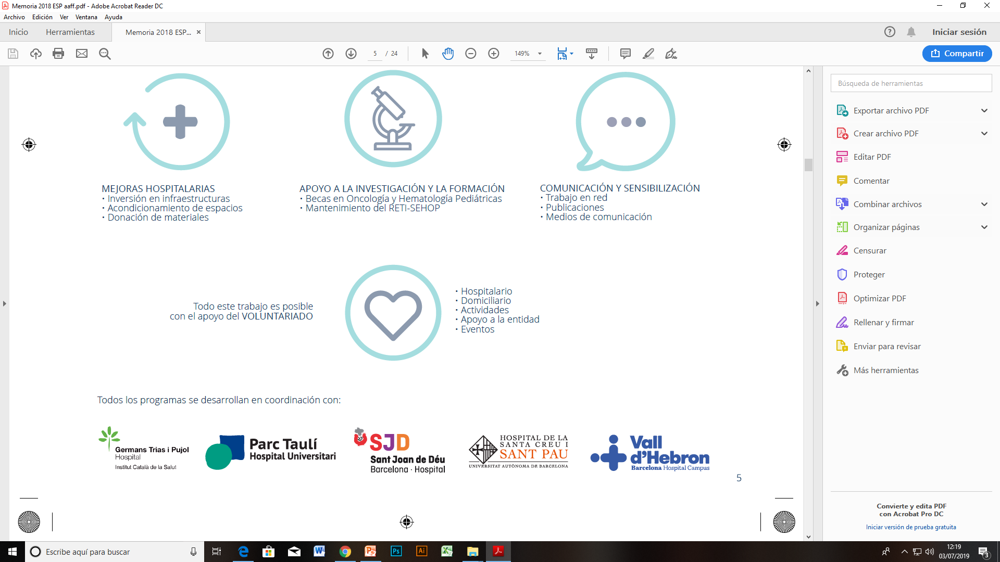 Memoria 2018 ESP aaff.pdf - Adobe Acrobat Reader DC
Archivo Edición Ver Ventana Ayuda
Inicio Herramientas Memoria 2018 ESP... × Iniciar sesión
5 / 24 149% Compartir
MEJORAS HOSPITALARIAS
• Inversión en infraestructuras
• Acondicionamiento de espacios
• Donación de materiales
APOYO A LA INVESTIGACIÓN Y LA FORMACIÓN
• Becas en Oncología y Hematología Pediátricas
• Mantenimiento del RETI-SEHOP
COMUNICACIÓN Y SENSIBILIZACIÓN
• Trabajo en red
• Publicaciones
• Medios de comunicación
Todo este trabajo es posible
con el apoyo del VOLUNTARIADO
• Hospitalario
• Domiciliario
• Actividades
• Apoyo a la entidad
• Eventos
Todos los programas se desarrollan en coordinación con:
Germans Trias i Pujol
Hospital
Institut Català de la Salut
Parc Taulí
Hospital Universitari
SJD
Sant Joan de Déu
Barcelona · Hospital
HOSPITAL DE LA
SANTA CREU I
SANT PAU
UNIVERSITAT AUTÒNOMA DE BARCELONA
Vall
d'Hebron
Barcelona Hospital Campus
5
Búsqueda de herramientas
Exportar archivo PDF
Crear archivo PDF
Editar PDF
Comentar
Combinar archivos
Organizar páginas
Censurar
Proteger
Optimizar PDF
Rellenar y firmar
Enviar para revisar
Más herramientas
Convierte y edita PDF
con Acrobat Pro DC
Iniciar versión de prueba gratuita
Escribe aquí para buscar
12:19
03/07/2019
3